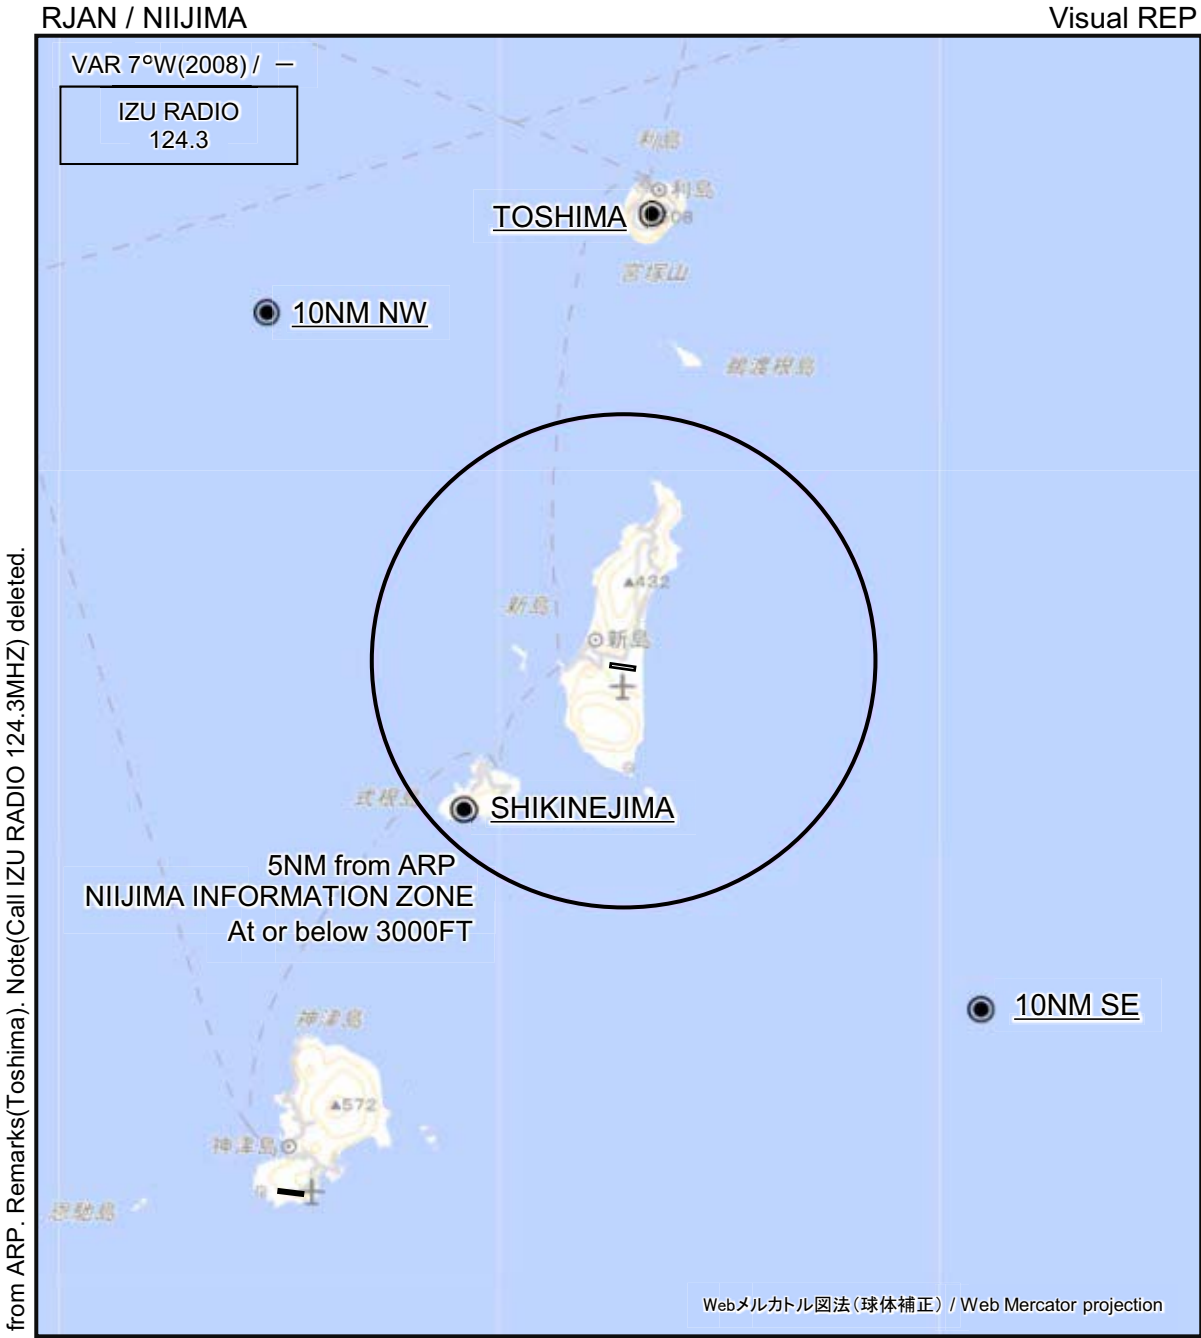 RJAN / NIIJIMA
Visual REP
VAR 7°W(2008) / －
IZU RADIO
124.3
利島
利島
TOSHIMA
508
宮塚山
10NM NW
鵜渡根島
432
新島
新島
式根島
SHIKINEJIMA
5NM from ARP
NIIJIMA INFORMATION ZONE
At or below 3000FT
10NM SE
神津島
572
神津島
恩馳島
Webメルカトル図法（球体補正） / Web Mercator projection
from ARP. Remarks(Toshima). Note(Call IZU RADIO 124.3MHZ) deleted.